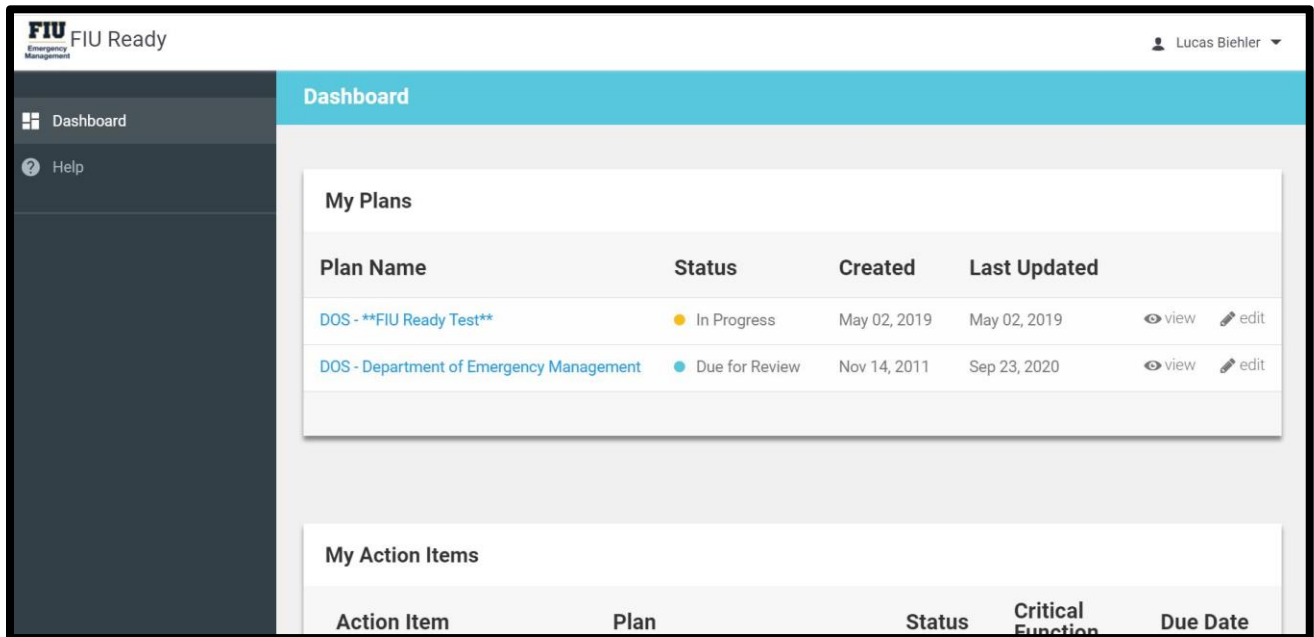 FIU
Emergency
Management
FIU Ready
Lucas Biehler
Dashboard
Help
Dashboard
My Plans
Plan Name Status Created Last Updated
DOS - **FIU Ready Test** In Progress May 02, 2019 May 02, 2019 view edit
DOS - Department of Emergency Management Due for Review Nov 14, 2011 Sep 23, 2020 view edit
My Action Items
Action Item Plan Status Critical Function Due Date